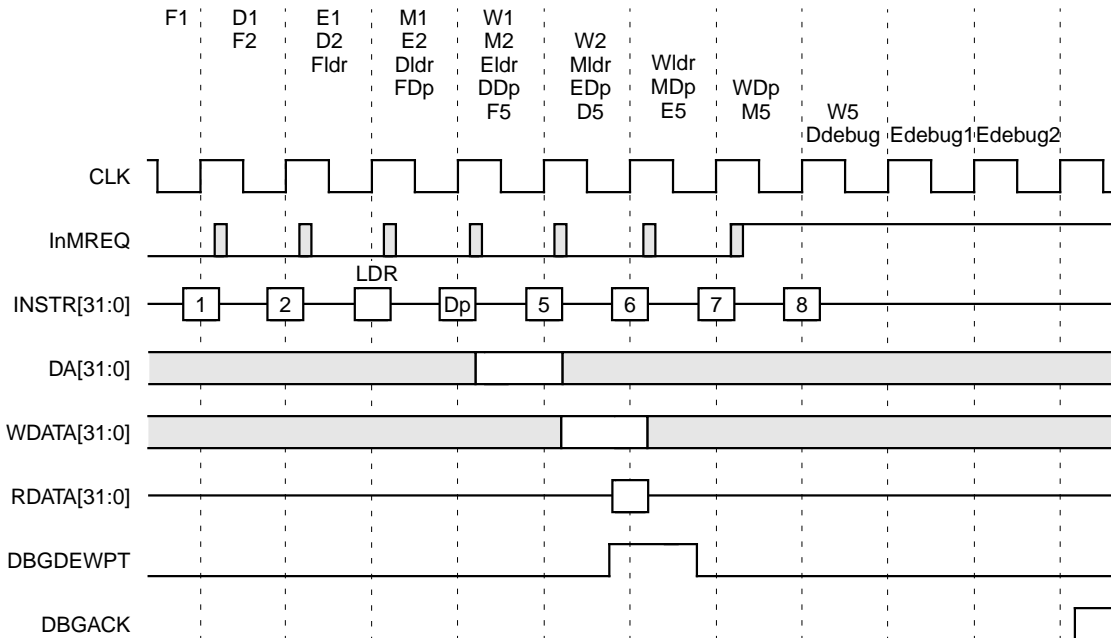 F1 D1 E1 M1 W1
F2 D2 E2 M2 W2
Fldr Dldr Eldr Mldr Wldr
FDp DDp EDp MDp WDp
F5 D5 E5 M5 W5
Ddebug Edebug1 Edebug2
CLK
InMREQ
LDR
INSTR[31:0] 1 2 Dp 5 6 7 8
DA[31:0]
WDATA[31:0]
RDATA[31:0]
DBGDEWPT
DBGACK